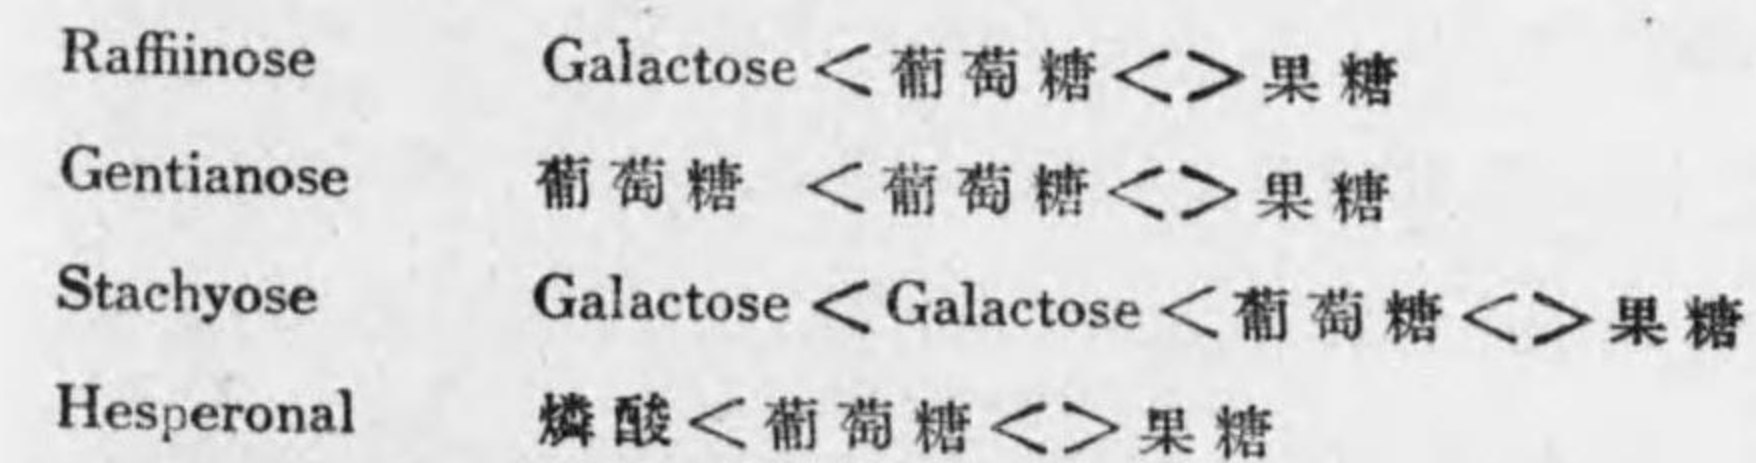 Raffiinose Galactose < 葡萄糖 <> 果糖
Gentianose 葡萄糖 < 葡萄糖 <> 果糖
Stachyose Galactose < Galactose < 葡萄糖 <> 果糖
Hesperonal 燐酸 < 葡萄糖 <> 果糖